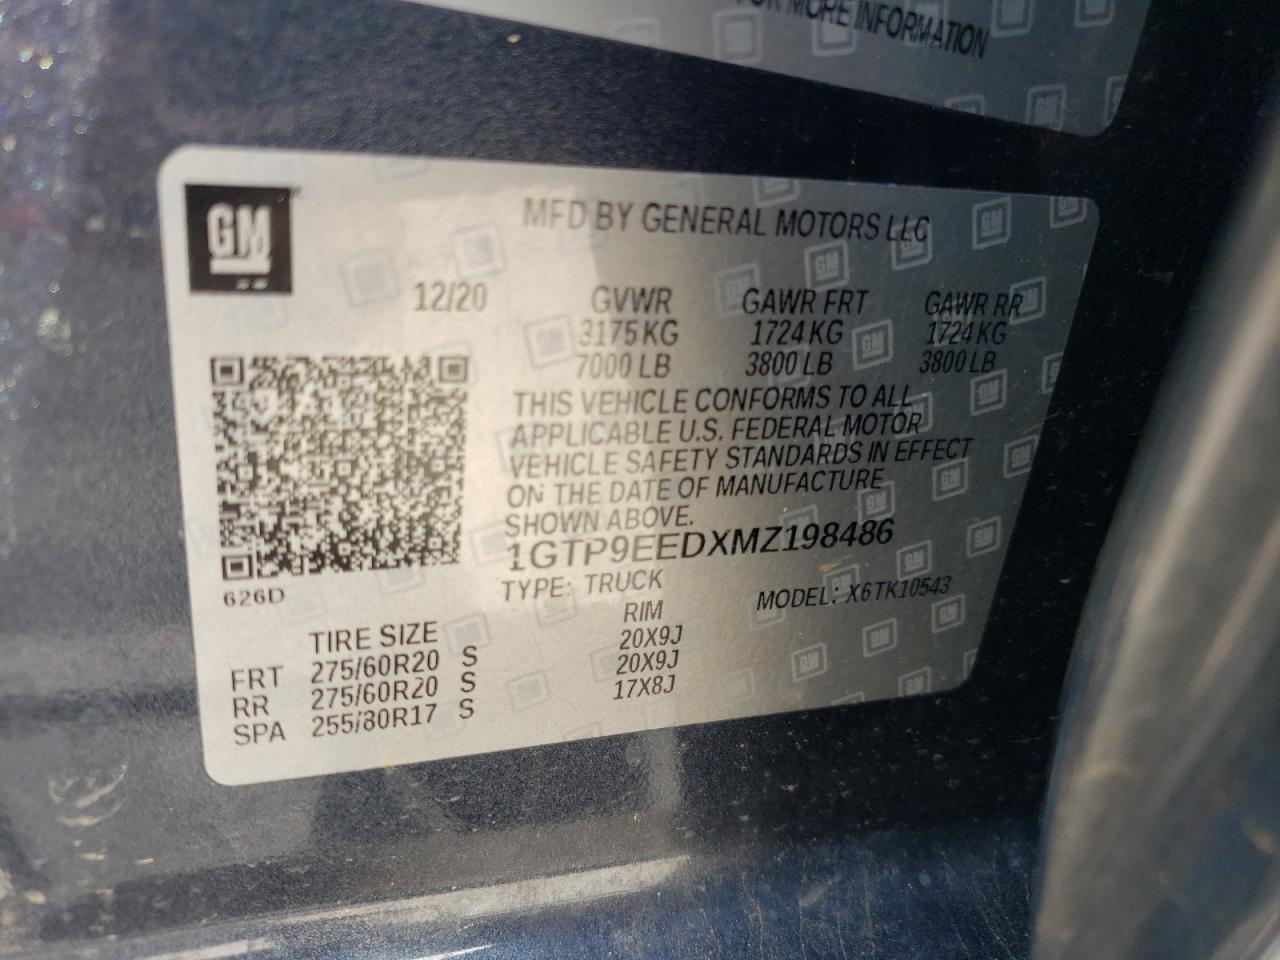 FOR MORE INFORMATION
GM
MFD BY GENERAL MOTORS LLC
12/20 GVWR GAWR FRT GAWR RR
3175 KG 1724 KG 1724 KG
7000 LB 3800 LB 3800 LB
THIS VEHICLE CONFORMS TO ALL
APPLICABLE U.S. FEDERAL MOTOR
VEHICLE SAFETY STANDARDS IN EFFECT
ON THE DATE OF MANUFACTURE
SHOWN ABOVE.
1GTP9EEDXMZ198486
TYPE: TRUCK MODEL: X6TK10543
626D
TIRE SIZE RIM
FRT 275/60R20 S 20X9J
RR 275/60R20 S 20X9J
SPA 255/80R17 S 17X8J